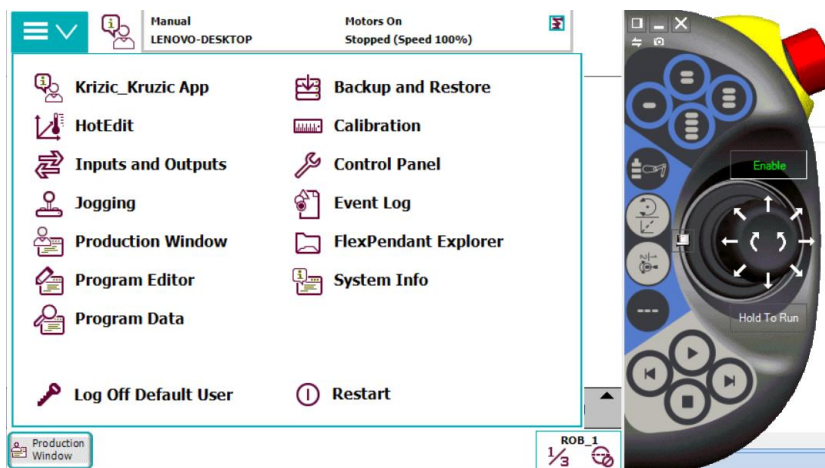 Manual
LENOVO-DESKTOP
Motors On
Stopped (Speed 100%)
Krizic_Kruzic App
Backup and Restore
HotEdit
Calibration
Inputs and Outputs
Control Panel
Jogging
Event Log
Production Window
FlexPendant Explorer
Program Editor
System Info
Program Data
Log Off Default User
Restart
Production
Window
ROB_1
1/3
Enable
Hold To Run